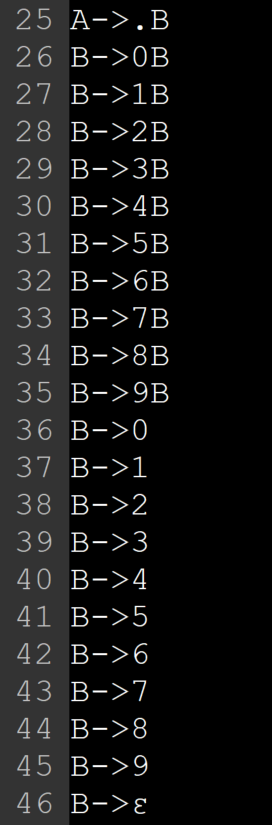 25 A->.B
26 B->0B
27 B->1B
28 B->2B
29 B->3B
30 B->4B
31 B->5B
32 B->6B
33 B->7B
34 B->8B
35 B->9B
36 B->0
37 B->1
38 B->2
39 B->3
40 B->4
41 B->5
42 B->6
43 B->7
44 B->8
45 B->9
46 B->ε